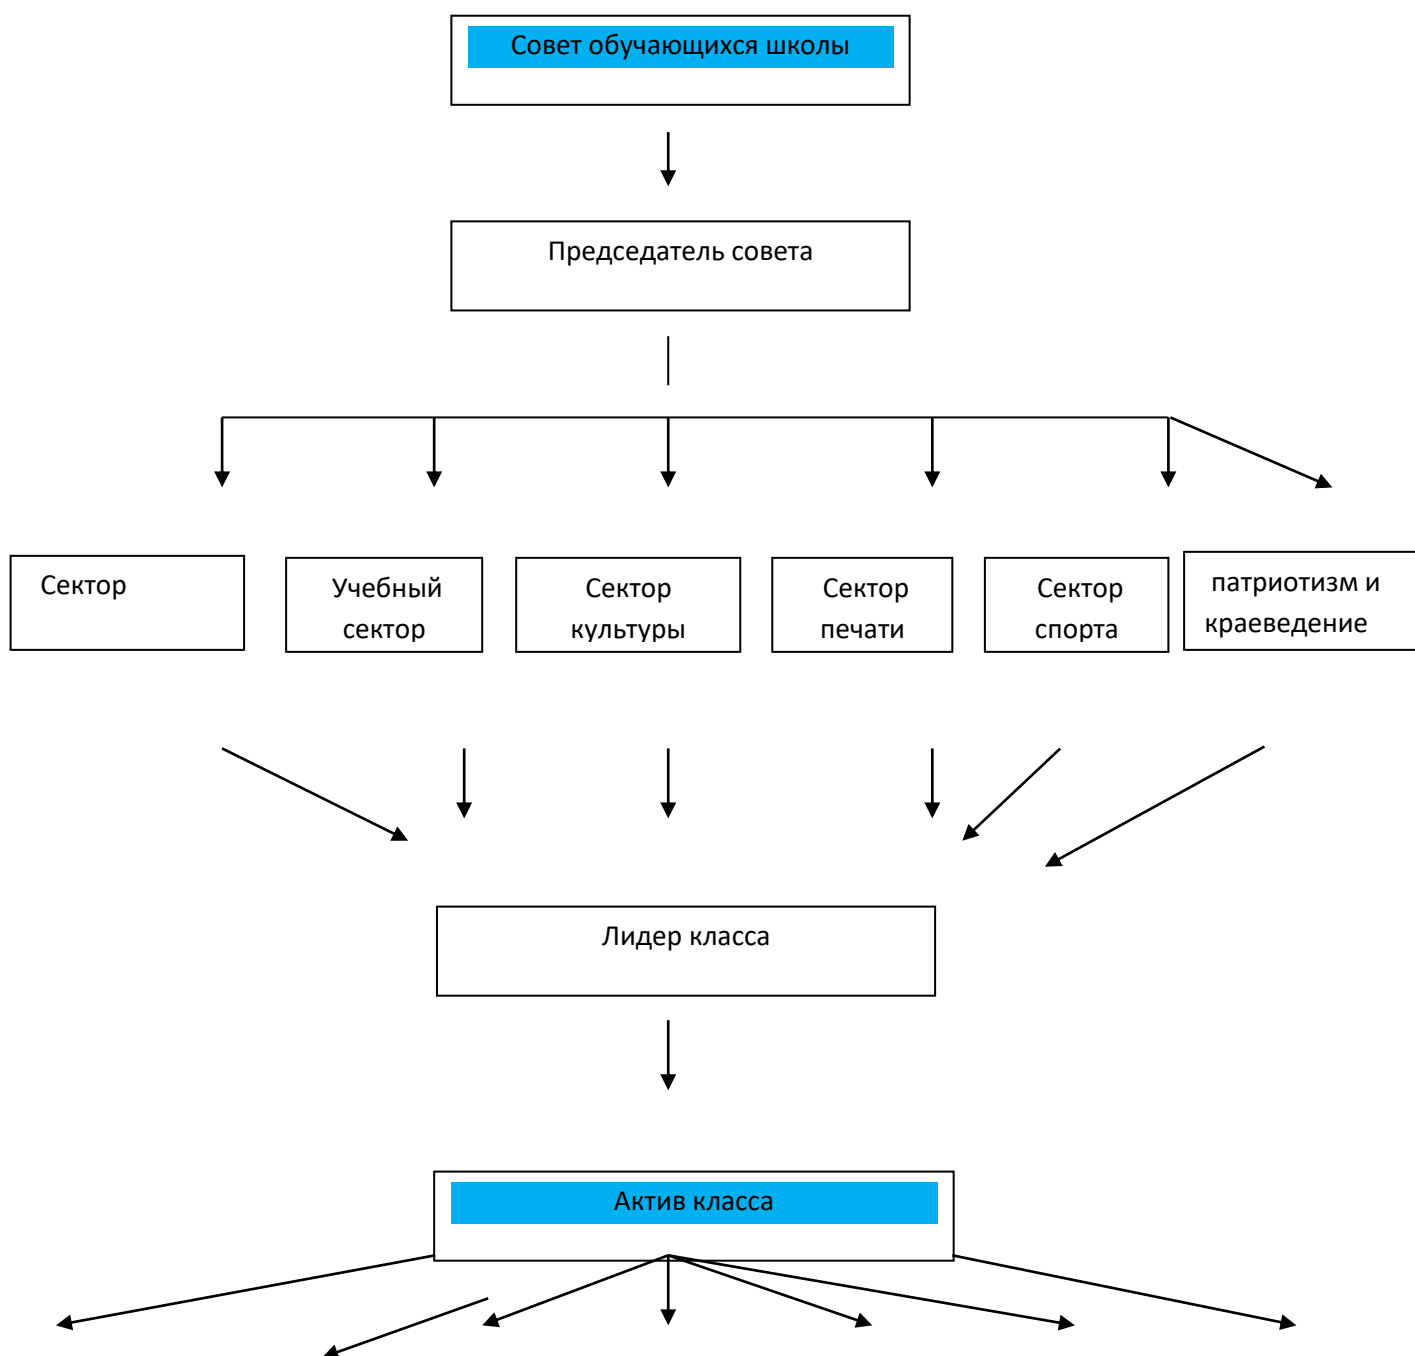 Совет обучающихся школы
Председатель совета
Сектор
Учебный
сектор
Сектор
культуры
Сектор
печати
Сектор
спорта
патриотизм и
краеведение
Лидер класса
Актив класса